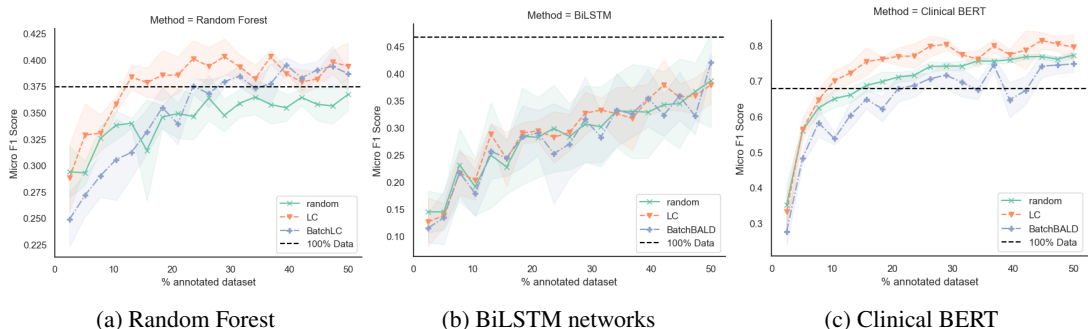 Method = Random Forest
0.425
0.400
0.375
0.350
0.325
0.300
0.275
0.250
0.225
Micro F1 Score
0 10 20 30 40 50
% annotated dataset
random
LC
BatchLC
100% Data
(a) Random Forest
Method = BiLSTM
0.45
0.40
0.35
0.30
0.25
0.20
0.15
0.10
Micro F1 Score
0 10 20 30 40 50
% annotated dataset
random
LC
BatchBALD
100% Data
(b) BiLSTM networks
Method = Clinical BERT
0.8
0.7
0.6
0.5
0.4
0.3
Micro F1 Score
0 10 20 30 40 50
% annotated dataset
random
LC
BatchBALD
100% Data
(c) Clinical BERT